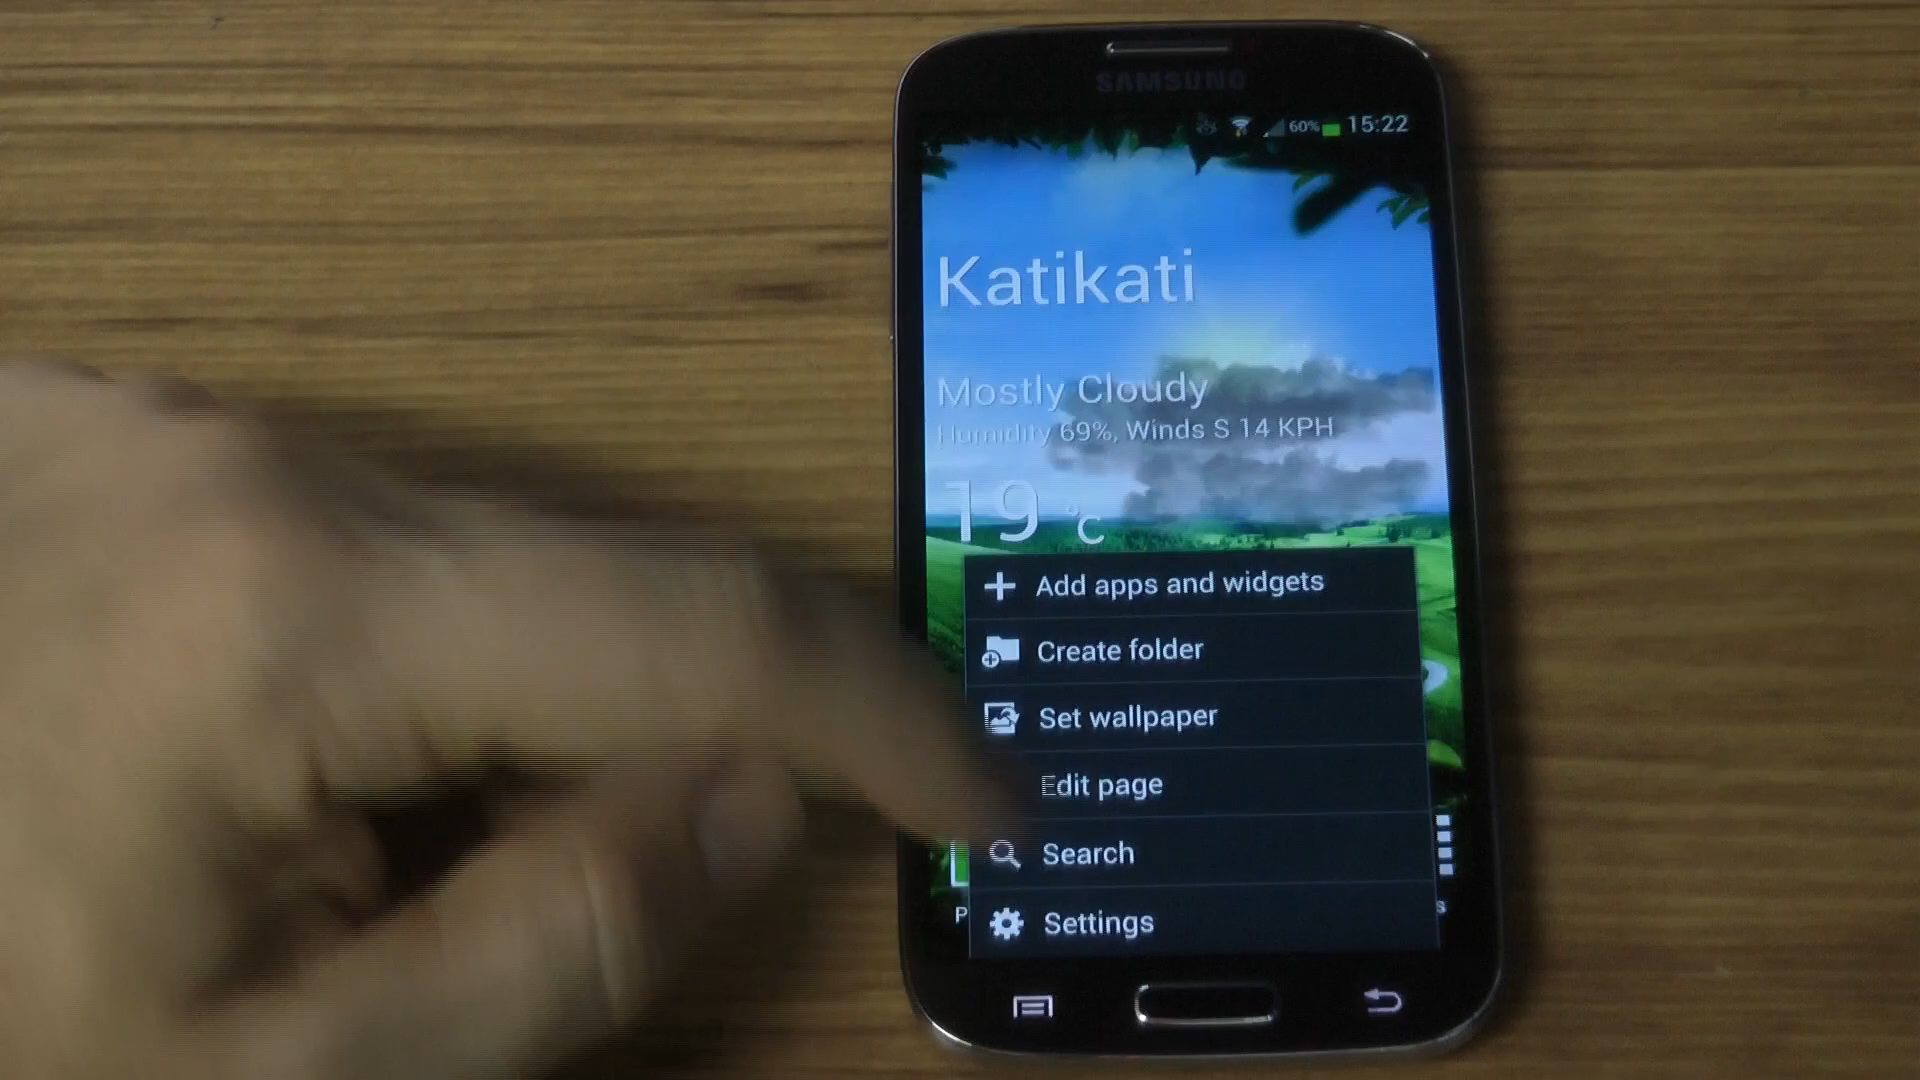 SAMSUNG
60% 15:22
Katikati
Mostly Cloudy
Humidity 69%, Winds S 14 KPH
19 °C
Add apps and widgets
Create folder
Set wallpaper
Edit page
Search
P s
Settings